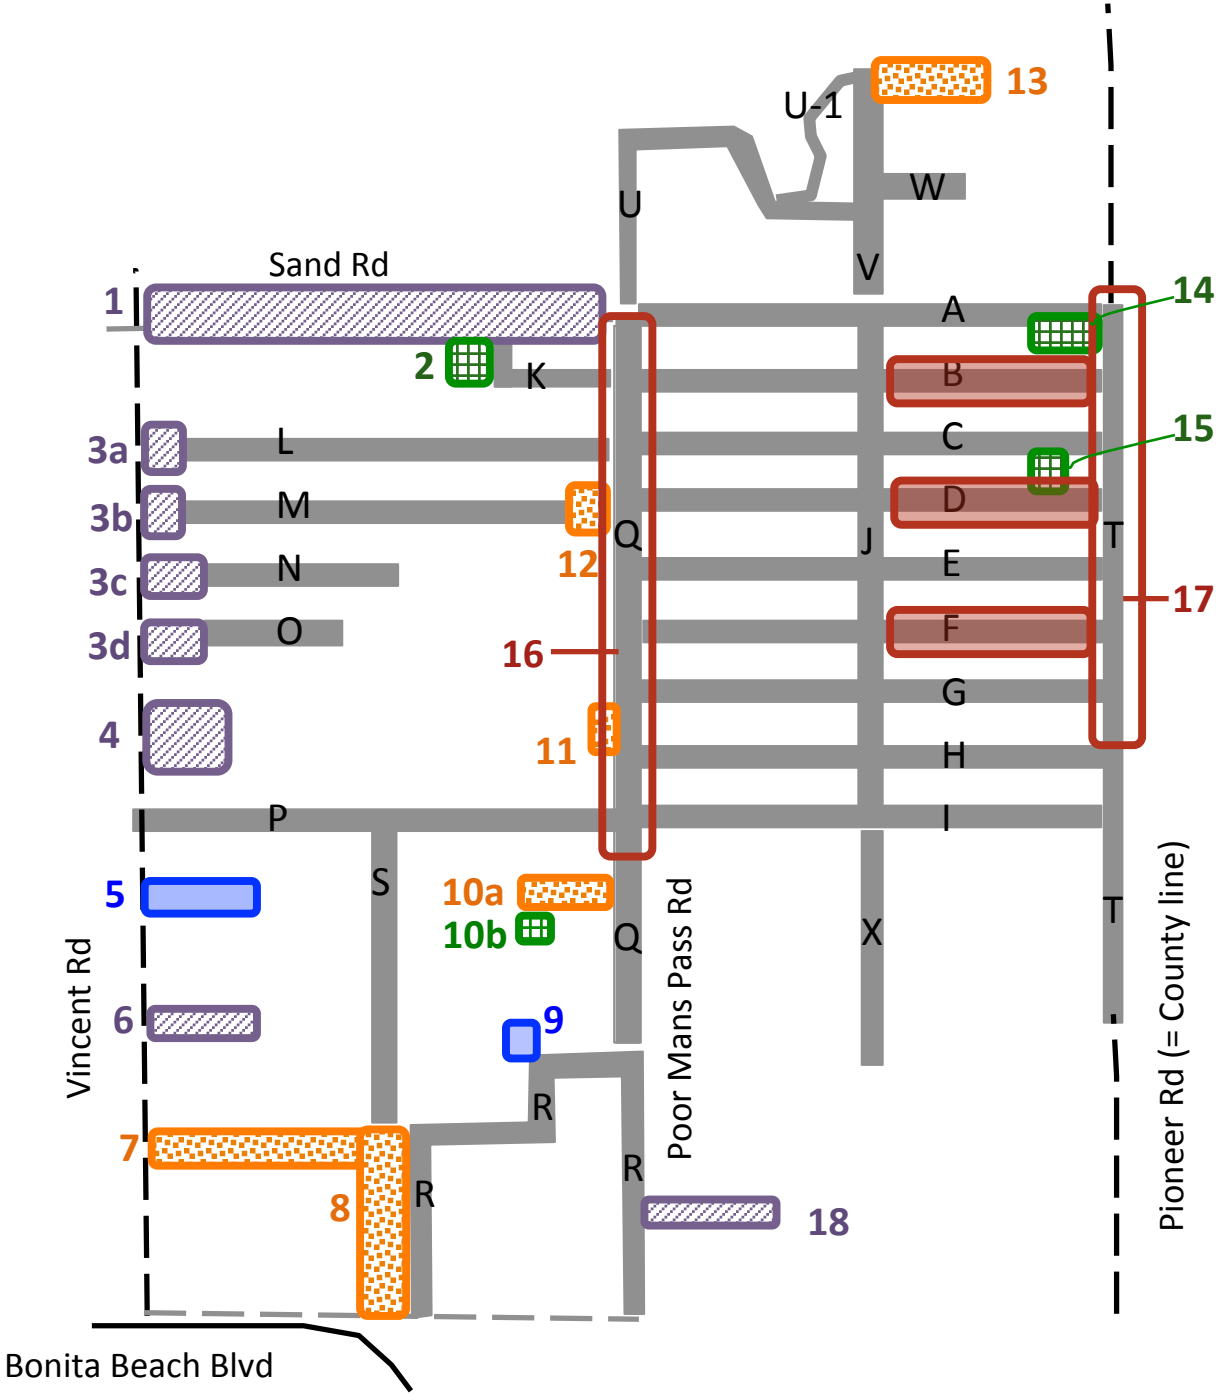 13
U-1
W
U
V
Sand Rd
1
A
14
2
K
B
3a
L
C
15
3b
M
D
12
Q
J
T
3c
N
E
17
3d
O
16
F
4
11
G
H
P
I
5
S
10a
10b
Q
X
T
Vincent Rd
Poor Mans Pass Rd
Pioneer Rd (= County line)
6
9
R
7
8
R
R
18
Bonita Beach Blvd